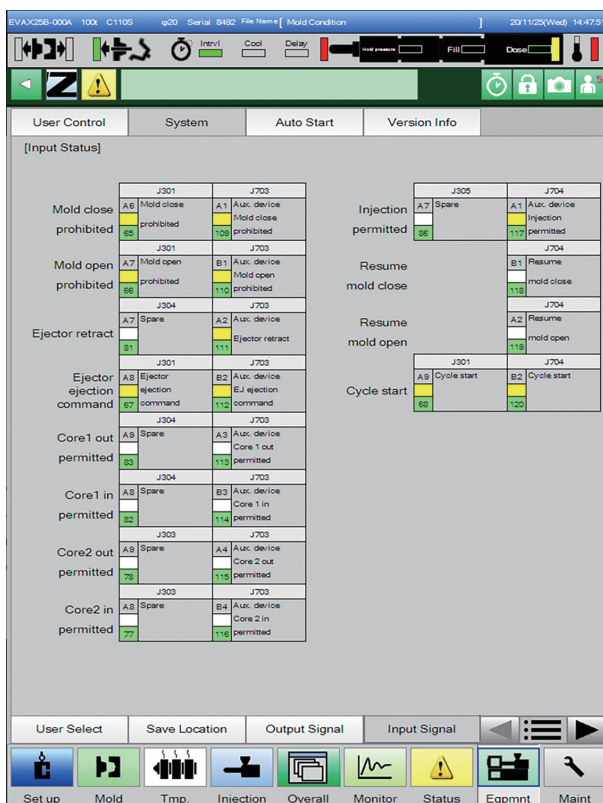 EVAX25B-000A 100t C110S φ20 Serial 8492 File Name [ Mold Condition ] 20/11/25(Wed) 14:47:51
Intrvl Cool Delay Hold pressure Fill Dose
Z 5
User Control System Auto Start Version Info
[Input Status]
J301 J703
Mold close prohibited
A6 Mold close prohibited 65
A1 Aux. device Mold close prohibited 109
J301 J703
Mold open prohibited
A7 Mold open prohibited 66
B1 Aux. device Mold open prohibited 110
J304 J703
Ejector retract
A7 Spare 81
A2 Aux. device Ejector retract 111
J301 J703
Ejector ejection command
A8 Ejector ejection command 67
B2 Aux. device EJ ejection command 112
J304 J703
Core1 out permitted
A9 Spare 83
A3 Aux. device Core 1 out permitted 113
J304 J703
Core1 in permitted
A8 Spare 82
B3 Aux. device Core 1 in permitted 114
J303 J703
Core2 out permitted
A9 Spare 78
A4 Aux. device Core 2 out permitted 115
J303 J703
Core2 in permitted
A8 Spare 77
B4 Aux. device Core 2 in permitted 116
J305 J704
Injection permitted
A7 Spare 86
A1 Aux. device Injection permitted 117
J704
Resume mold close
B1 Resume mold close 118
J704
Resume mold open
A2 Resume mold open 119
J301 J704
Cycle start
A9 Cycle start 68
B2 Cycle start 120
User Select Save Location Output Signal Input Signal
Set up Mold Tmp. Injection Overall Monitor Status Eqpmnt Maint